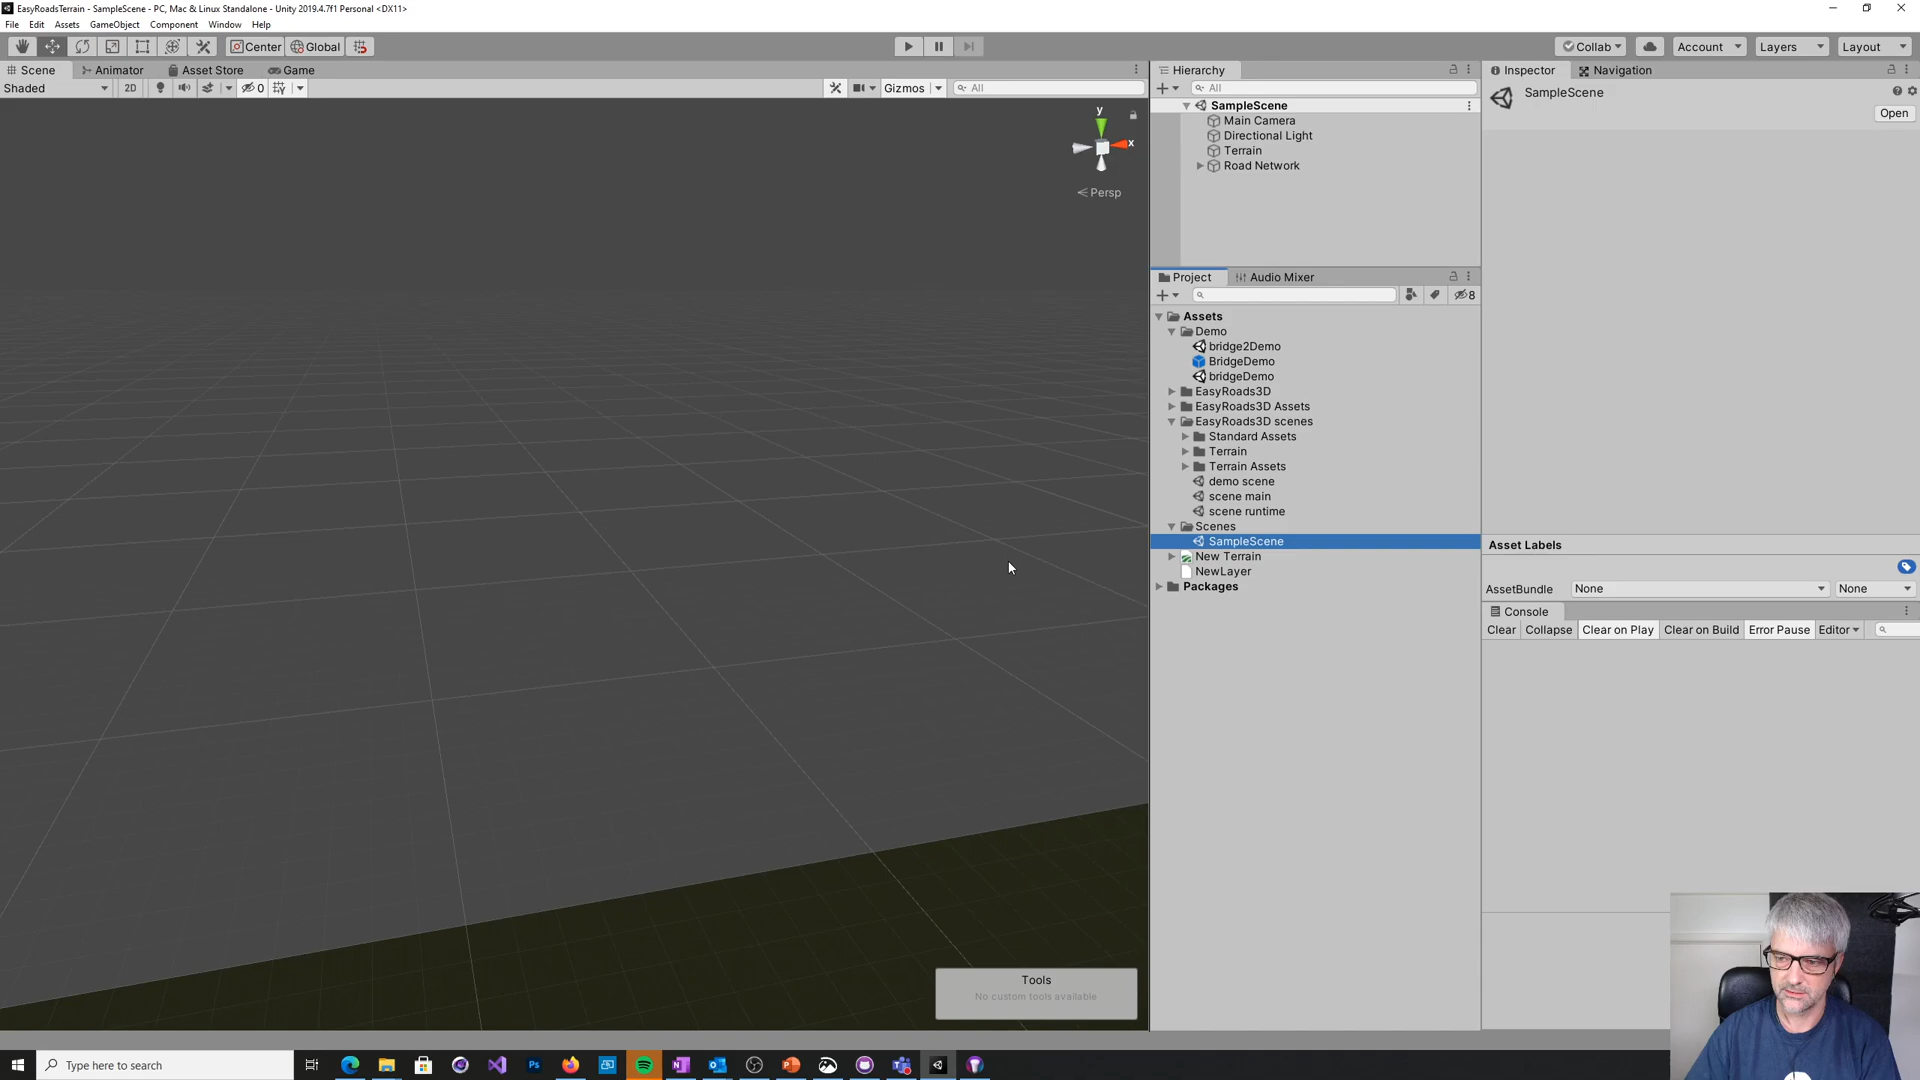 EasyRoadsTerrain - SampleScene - PC, Mac & Linux Standalone - Unity 2019.4.7f1 Personal <DX11>
File Edit Assets GameObject Component Window Help
Center Global Collab Account Layers Layout
Scene Animator Asset Store Game
Shaded 2D 0 Gizmos All
y
x
Persp
Tools
No custom tools available
Hierarchy
All
SampleScene
Main Camera
Directional Light
Terrain
Road Network
Project Audio Mixer
8
Assets
Demo
bridge2Demo
BridgeDemo
bridgeDemo
EasyRoads3D
EasyRoads3D Assets
EasyRoads3D scenes
Standard Assets
Terrain
Terrain Assets
demo scene
scene main
scene runtime
Scenes
SampleScene
New Terrain
NewLayer
Packages
Inspector Navigation
SampleScene
Open
Asset Labels
AssetBundle None None
Console
Clear Collapse Clear on Play Clear on Build Error Pause Editor
Type here to search
Ps